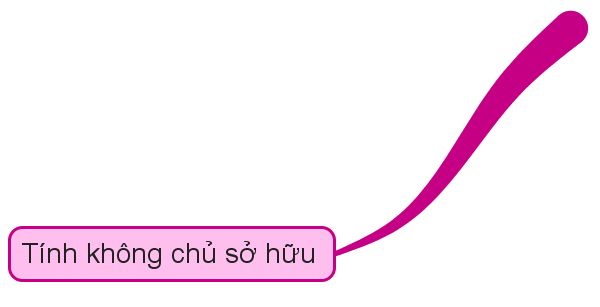 Tính không chủ sở hữu